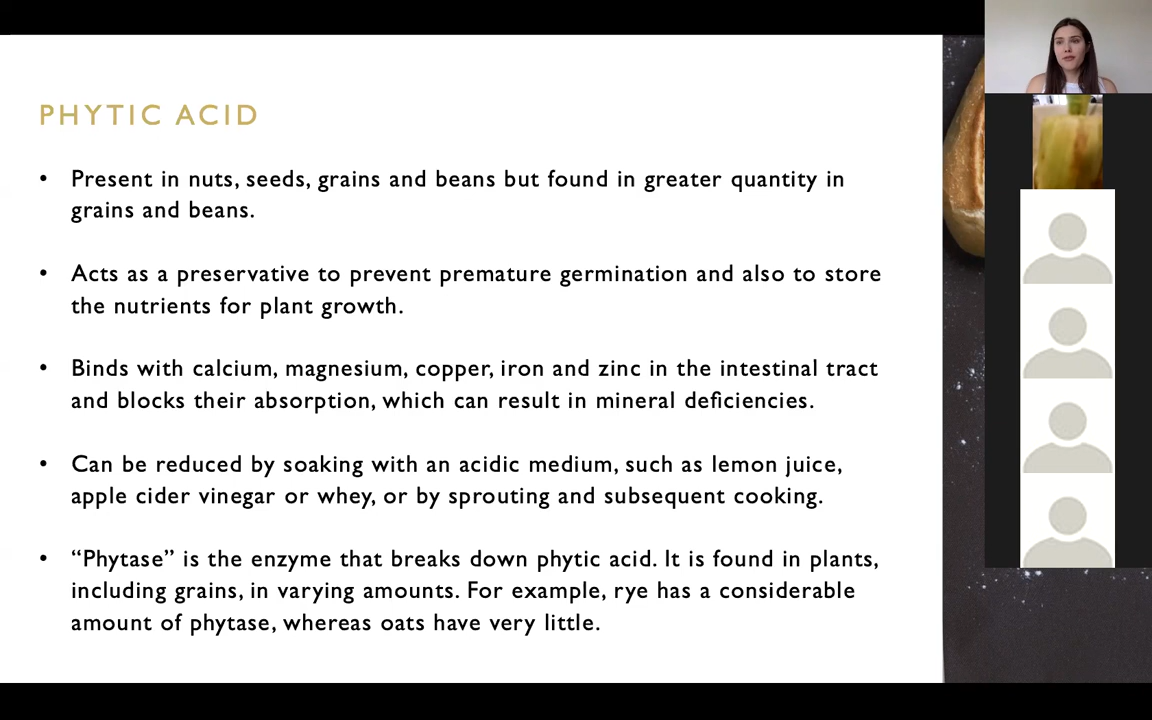 PHYTIC ACID
• Present in nuts, seeds, grains and beans but found in greater quantity in
grains and beans.
• Acts as a preservative to prevent premature germination and also to store
the nutrients for plant growth.
• Binds with calcium, magnesium, copper, iron and zinc in the intestinal tract
and blocks their absorption, which can result in mineral deficiencies.
• Can be reduced by soaking with an acidic medium, such as lemon juice,
apple cider vinegar or whey, or by sprouting and subsequent cooking.
• “Phytase” is the enzyme that breaks down phytic acid. It is found in plants,
including grains, in varying amounts. For example, rye has a considerable
amount of phytase, whereas oats have very little.